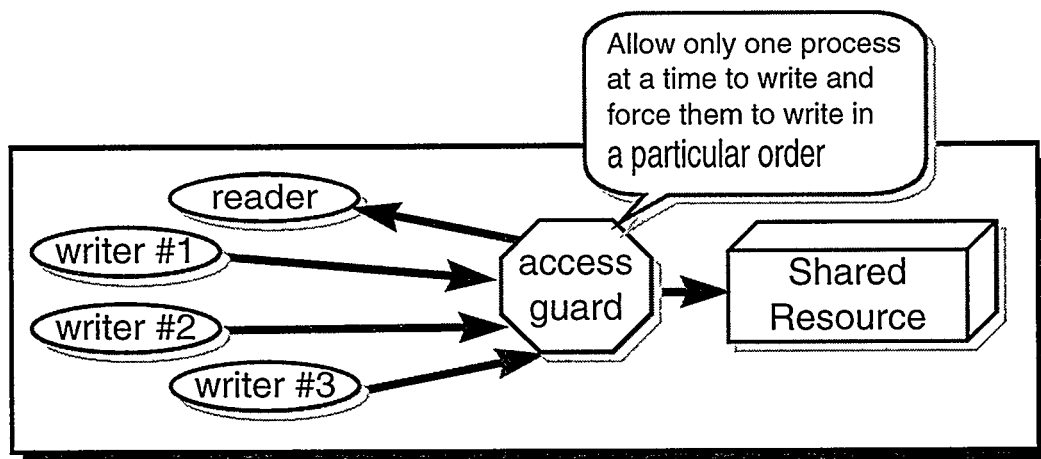 Allow only one process
at a time to write and
force them to write in
a particular order
reader
writer #1
writer #2
writer #3
access
guard
Shared
Resource